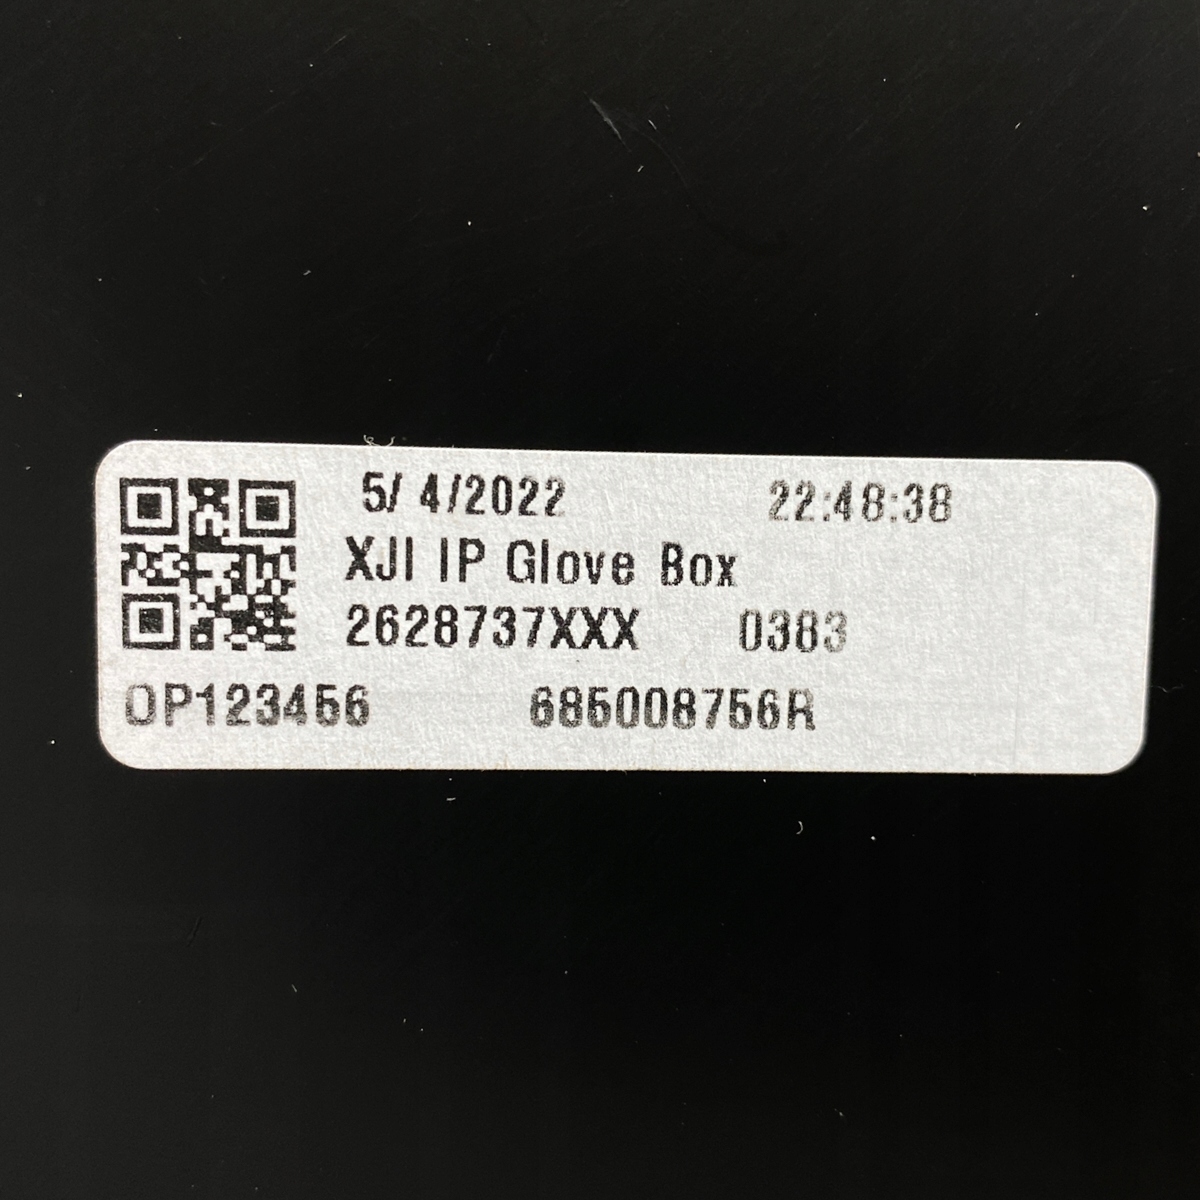 5/ 4/2022 22:48:38
XJI IP Glove Box
2628737XXX 0383
OP123456 685008756R